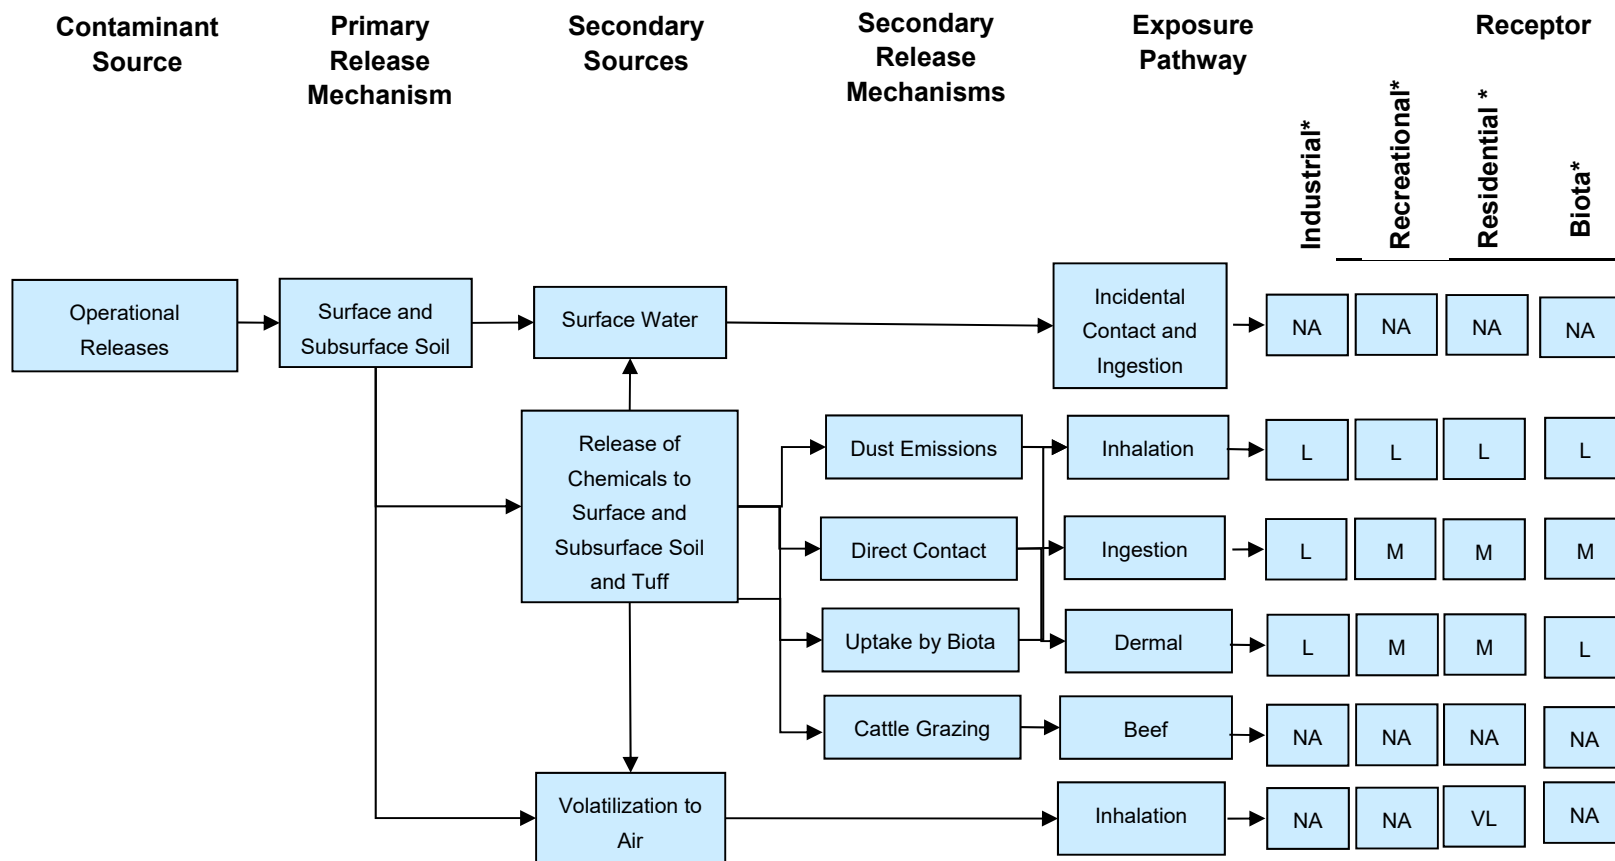 Contaminant
Source
Primary
Release
Mechanism
Secondary
Sources
Secondary
Release
Mechanisms
Exposure
Pathway
Receptor
Industrial*
Recreational*
Residential *
Biota*
Operational
Releases
Surface and
Subsurface Soil
Surface Water
Incidental
Contact and
Ingestion
NA
NA
NA
NA
Release of
Chemicals to
Surface and
Subsurface Soil
and Tuff
Dust Emissions
Inhalation
L
L
L
L
Direct Contact
Ingestion
L
M
M
M
Uptake by Biota
Dermal
L
M
M
L
Cattle Grazing
Beef
NA
NA
NA
NA
Volatilization to
Air
Inhalation
NA
NA
VL
NA